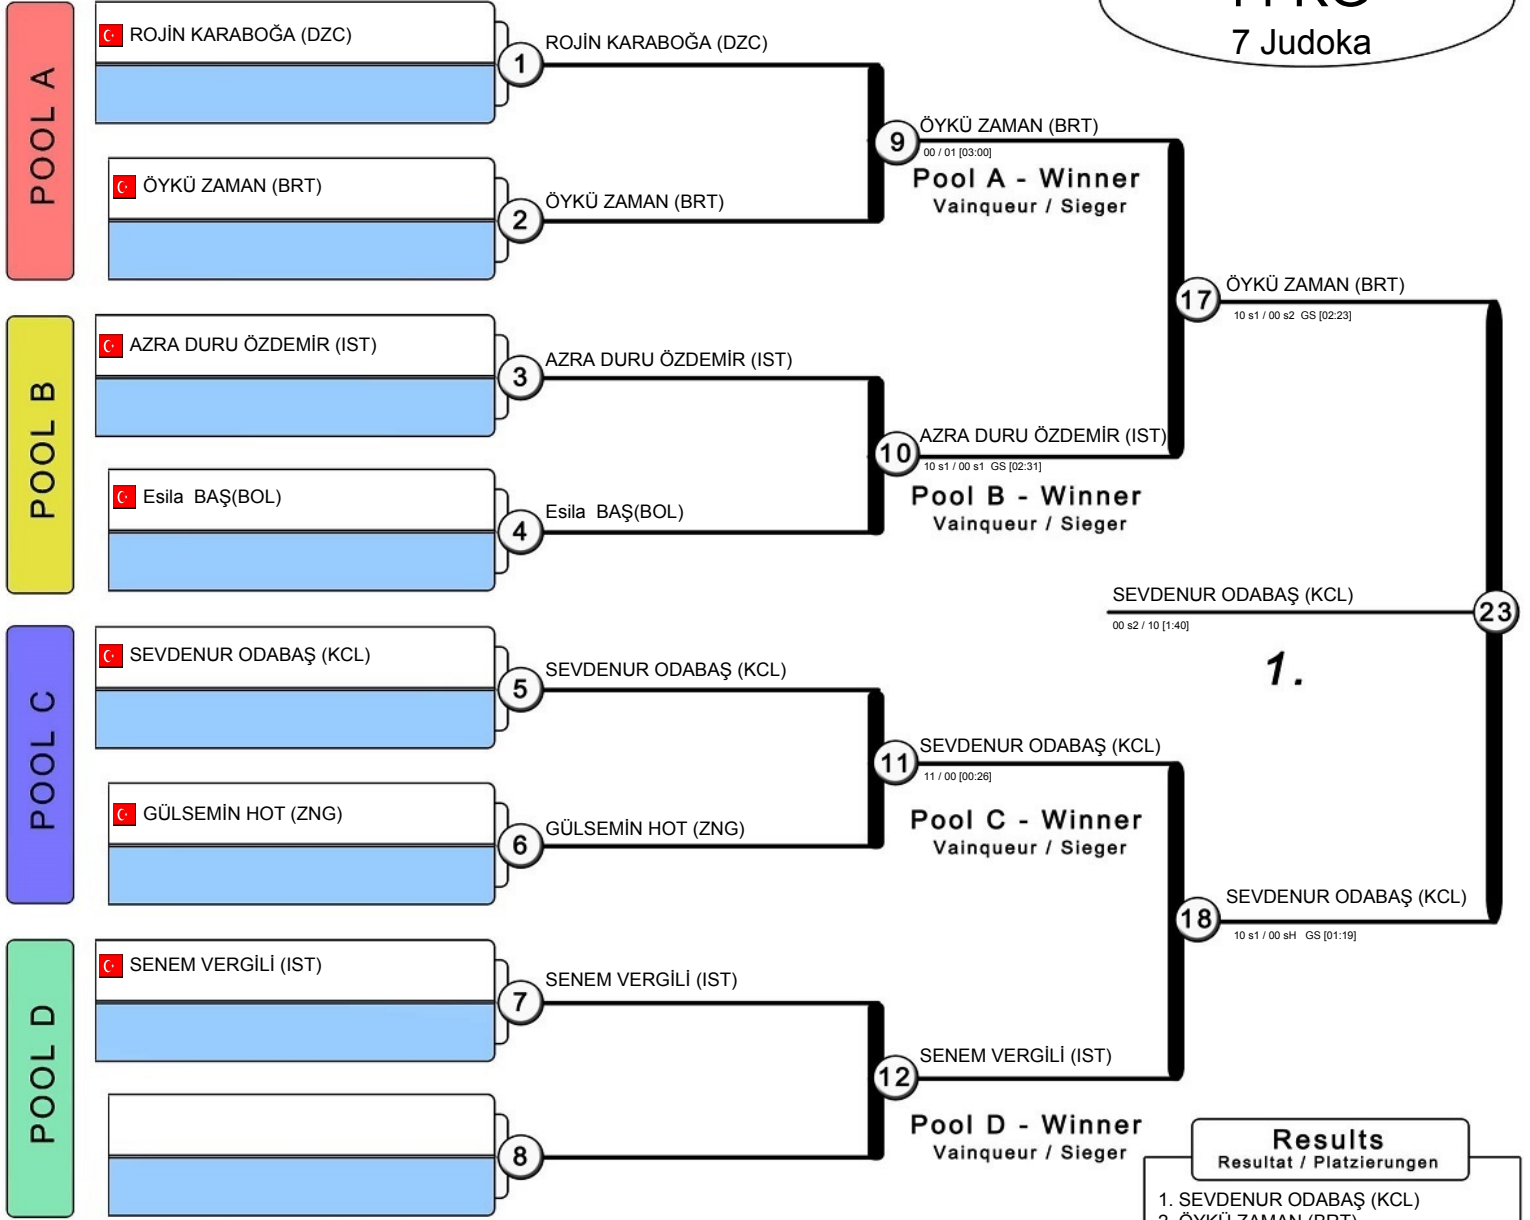 7 Judoka
POOL A
ROJİN KARABOĞA (DZC)
1
ROJİN KARABOĞA (DZC)
ÖYKÜ ZAMAN (BRT)
2
ÖYKÜ ZAMAN (BRT)
9
ÖYKÜ ZAMAN (BRT)
00 / 01 [03:00]
Pool A - Winner
Vainqueur / Sieger
POOL B
AZRA DURU ÖZDEMİR (IST)
3
AZRA DURU ÖZDEMİR (IST)
Esila BAŞ(BOL)
4
Esila BAŞ(BOL)
10
AZRA DURU ÖZDEMİR (IST)
10 s1 / 00 s1 GS [02:31]
Pool B - Winner
Vainqueur / Sieger
17
ÖYKÜ ZAMAN (BRT)
10 s1 / 00 s2 GS [02:23]
SEVDENUR ODABAŞ (KCL)
23
00 s2 / 10 [1:40]
1.
POOL C
SEVDENUR ODABAŞ (KCL)
5
SEVDENUR ODABAŞ (KCL)
GÜLSEMİN HOT (ZNG)
6
GÜLSEMİN HOT (ZNG)
11
SEVDENUR ODABAŞ (KCL)
11 / 00 [00:26]
Pool C - Winner
Vainqueur / Sieger
18
SEVDENUR ODABAŞ (KCL)
10 s1 / 00 sH GS [01:19]
POOL D
SENEM VERGİLİ (IST)
7
SENEM VERGİLİ (IST)
8
12
SENEM VERGİLİ (IST)
Pool D - Winner
Vainqueur / Sieger
Results
Resultat / Platzierungen
1. SEVDENUR ODABAŞ (KCL)
2. ÖYKÜ ZAMAN (BRT)